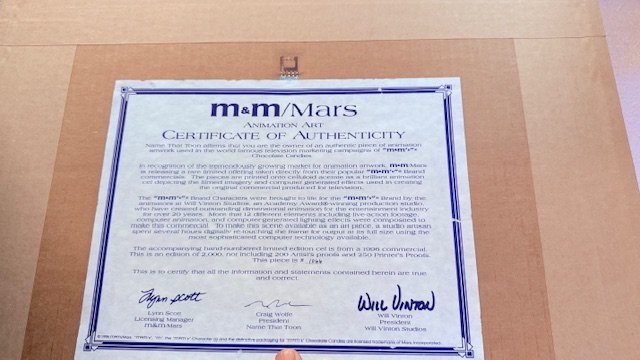 m&m/Mars
ANIMATION ART
CERTIFICATE OF AUTHENTICITY
Name That Toon affirms that you are the owner of an authentic piece of animation
artwork used in the world famous television marketing campaigns of "m&m's"®
Chocolate Candies.
In recognition of the tremendously growing market for animation artwork, m&m/Mars
is releasing a rare limited offering taken directly from their popular "m&m's"® Brand
commercials. The pieces are printed onto celluloid acetate as a brilliant animation
cel depicting the filmed imagery and computer generated effects used in creating
the original commercial produced for television.
The "m&m's"® Brand Characters were brought to life for the "m&m's"® Brand by the
animators at Will Vinton Studios, an Academy Award-winning production studio,
who have created outstanding dimensional animation for the entertainment industry
for over 20 years. More than 12 different elements including live-action footage,
computer animation, and computer-generated lighting effects were composited to
make this commercial. To make this scene available as an art piece, a studio artisan
spent several hours digitally re-touching the frame for output at its full size using the
most sophisticated computer technology available.
The accompanying hand-numbered limited edition cel is from a 1996 commercial.
This is an edition of 2,000, not including 200 Artist's proofs and 250 Printer's Proofs.
This piece is #
This is to certify that all the information and statements contained herein are true
and correct.
Lynn Scott
Will Vinton
Lynn Scott
Licensing Manager
m&m/Mars
Craig Wolfe
President
Name That Toon
Will Vinton
President
Will Vinton Studios